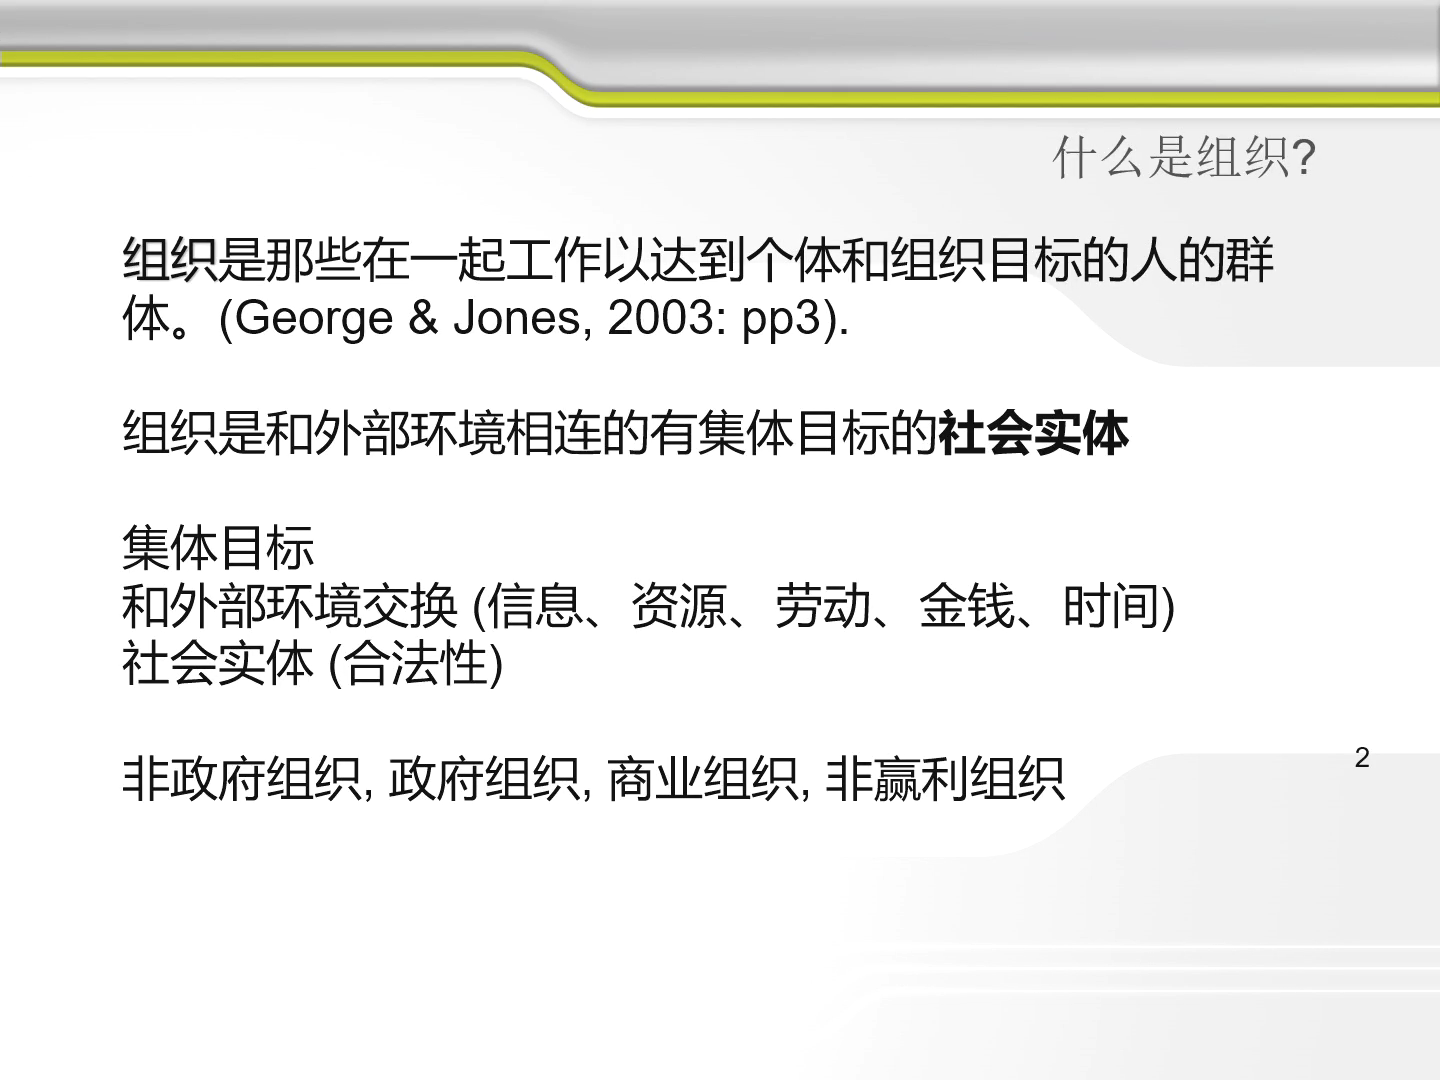 什么是组织?
组织是那些在一起工作以达到个体和组织目标的人的群
体。(George & Jones, 2003: pp3).
组织是和外部环境相连的有集体目标的社会实体
集体目标
和外部环境交换 (信息、资源、劳动、金钱、时间)
社会实体 (合法性)
非政府组织, 政府组织, 商业组织, 非赢利组织
2